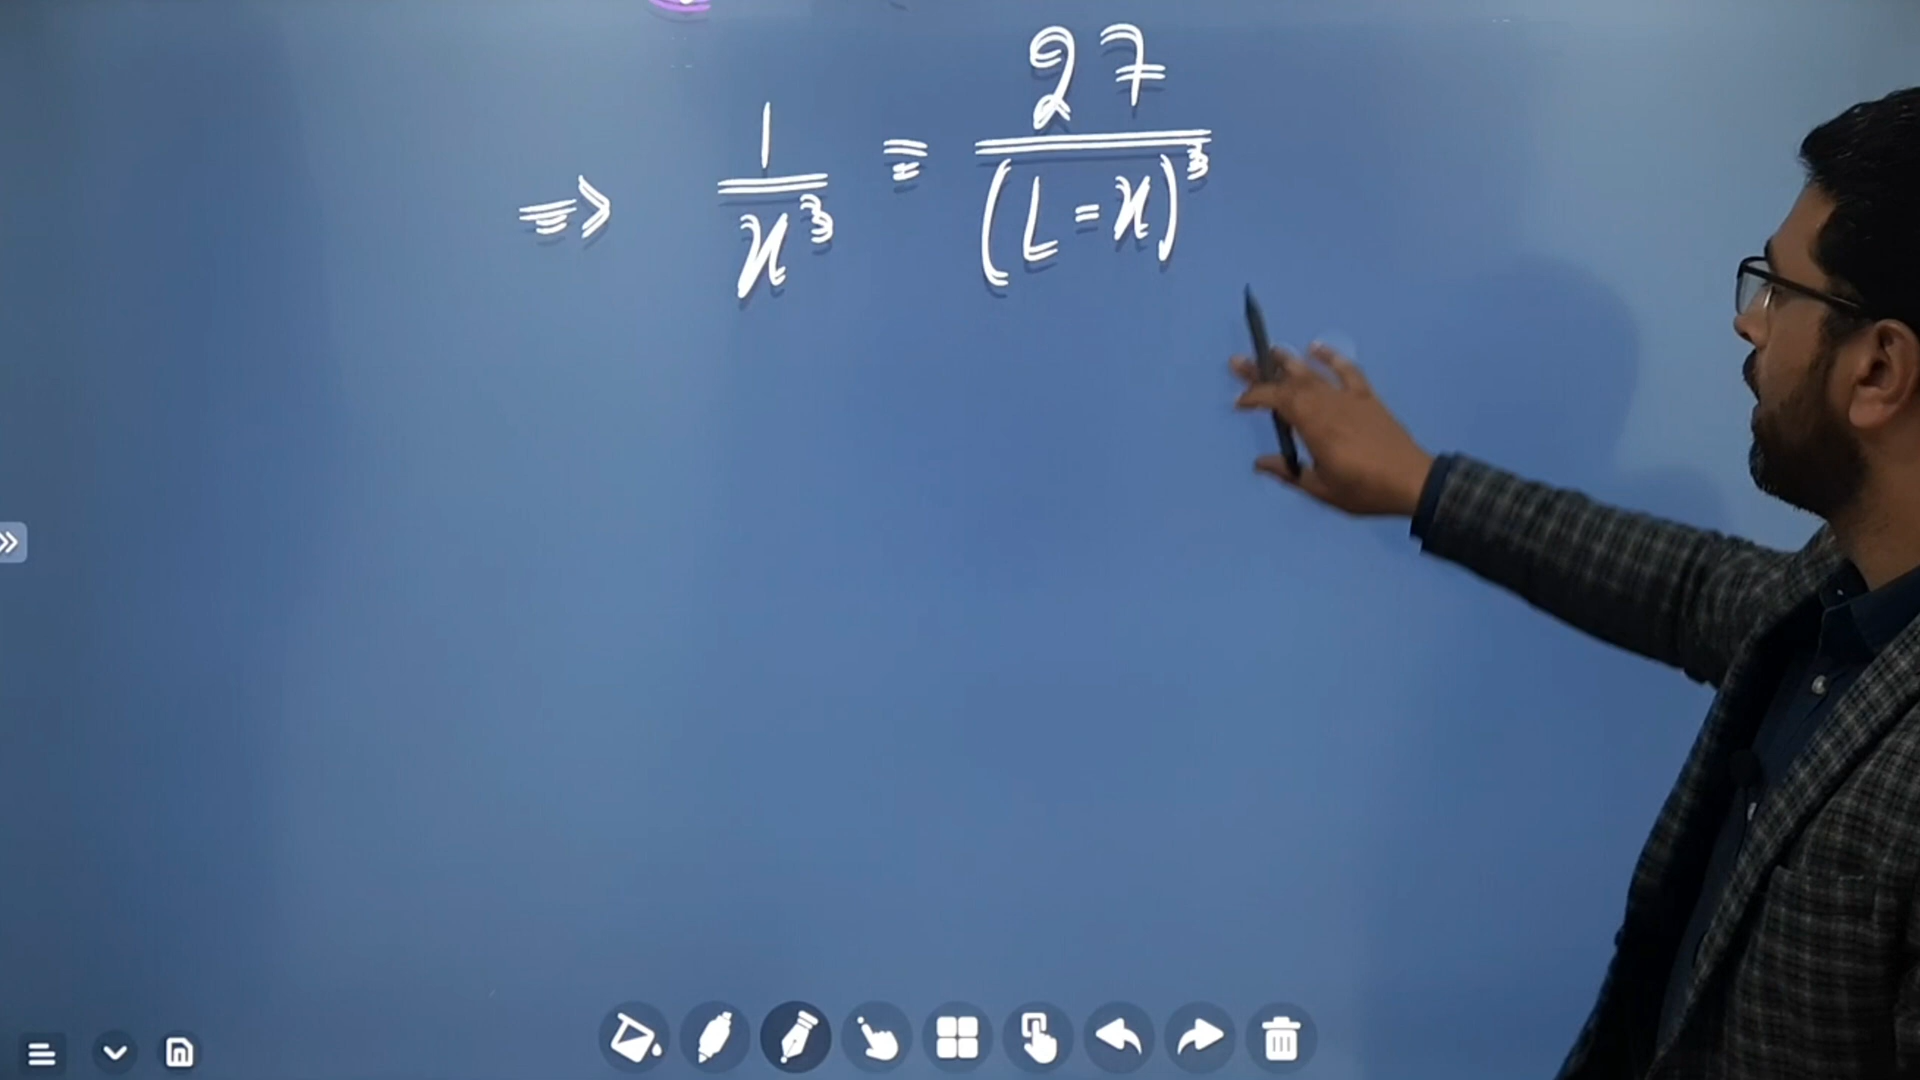 ⇒ 1/x³ = 27/(L-x)³